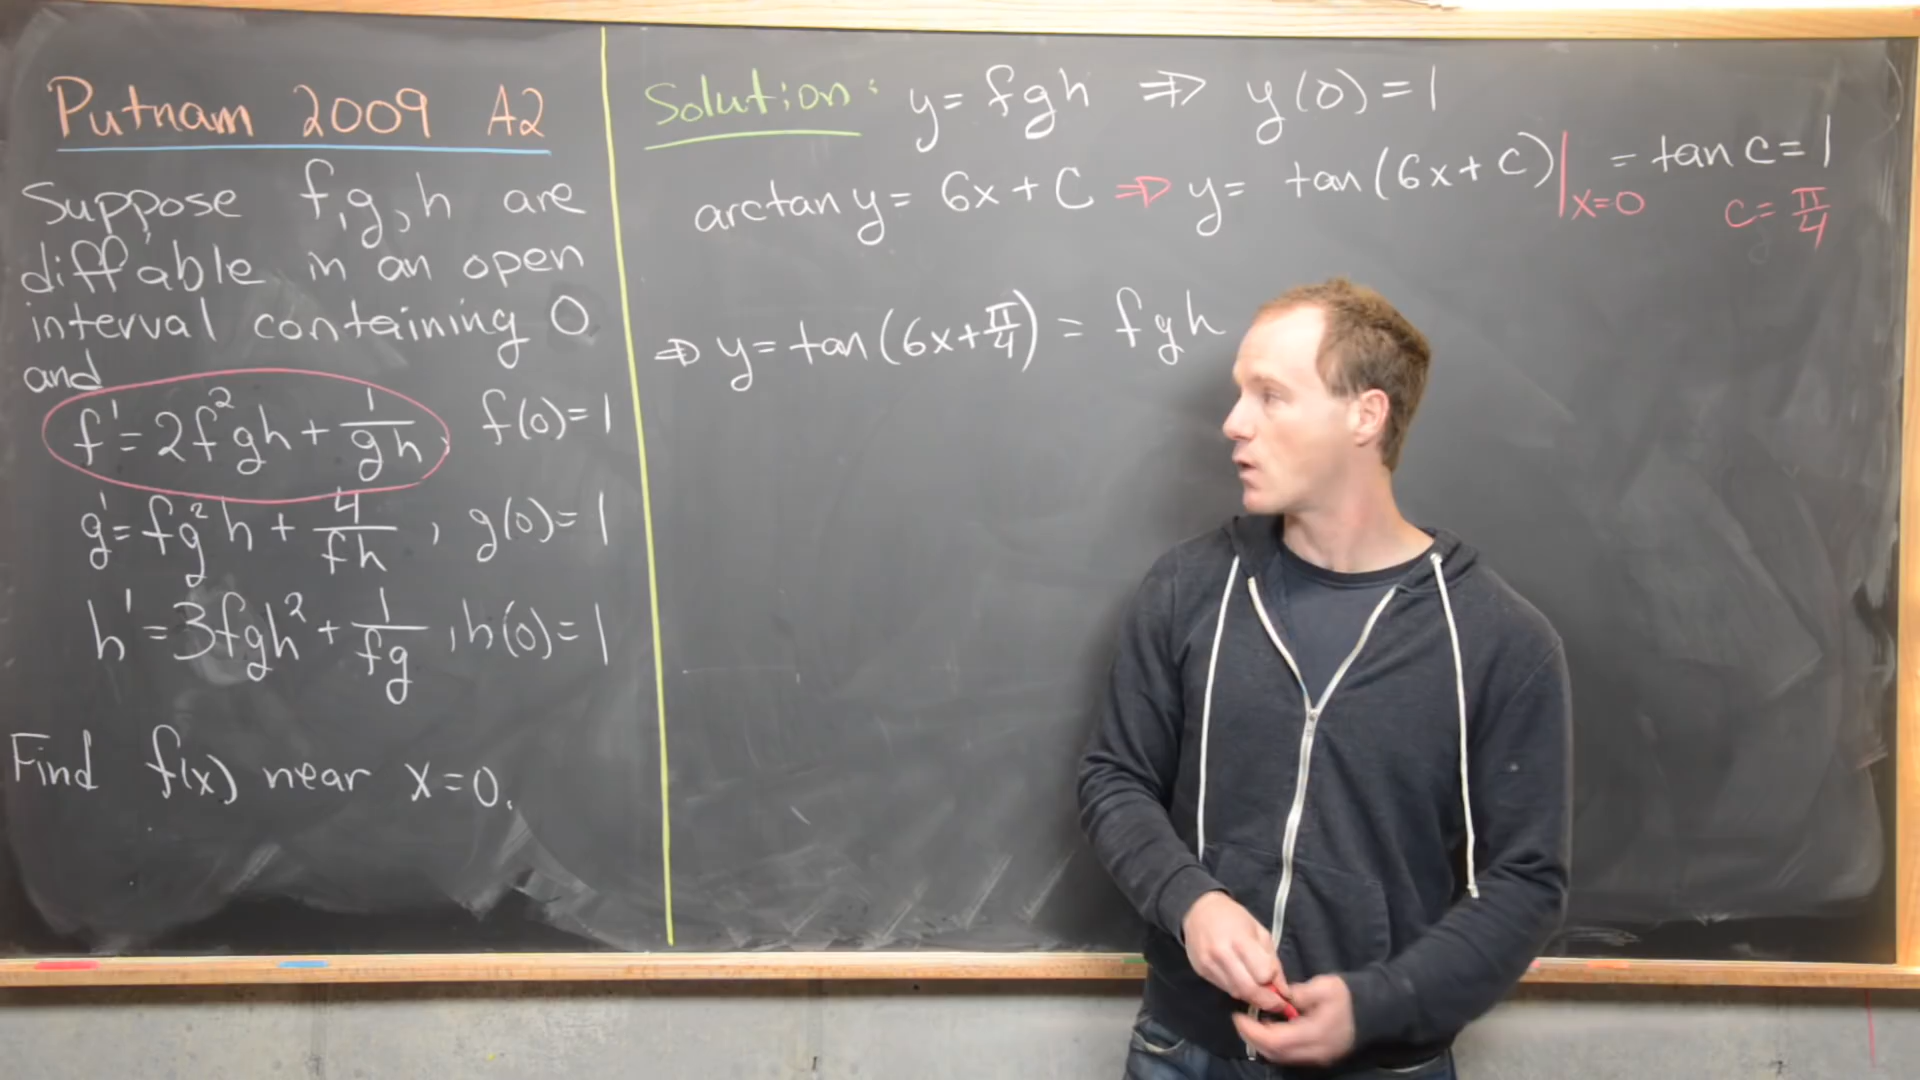 Putnam 2009 A2
Suppose f,g,h are
diff'able in an open
interval containing 0
and
f' = 2f²gh + 1/gh, f(0)=1
g' = fg²h + 4/fh, g(0)=1
h' = 3fgh² + 1/fg, h(0)=1
Find f(x) near x=0.
Solution: y = fgh ⇒ y(0)=1
arctan y = 6x + C ⇒ y = tan(6x+C)|x=0 = tan C = 1
C = π/4
⇒ y = tan(6x+π/4) = fgh